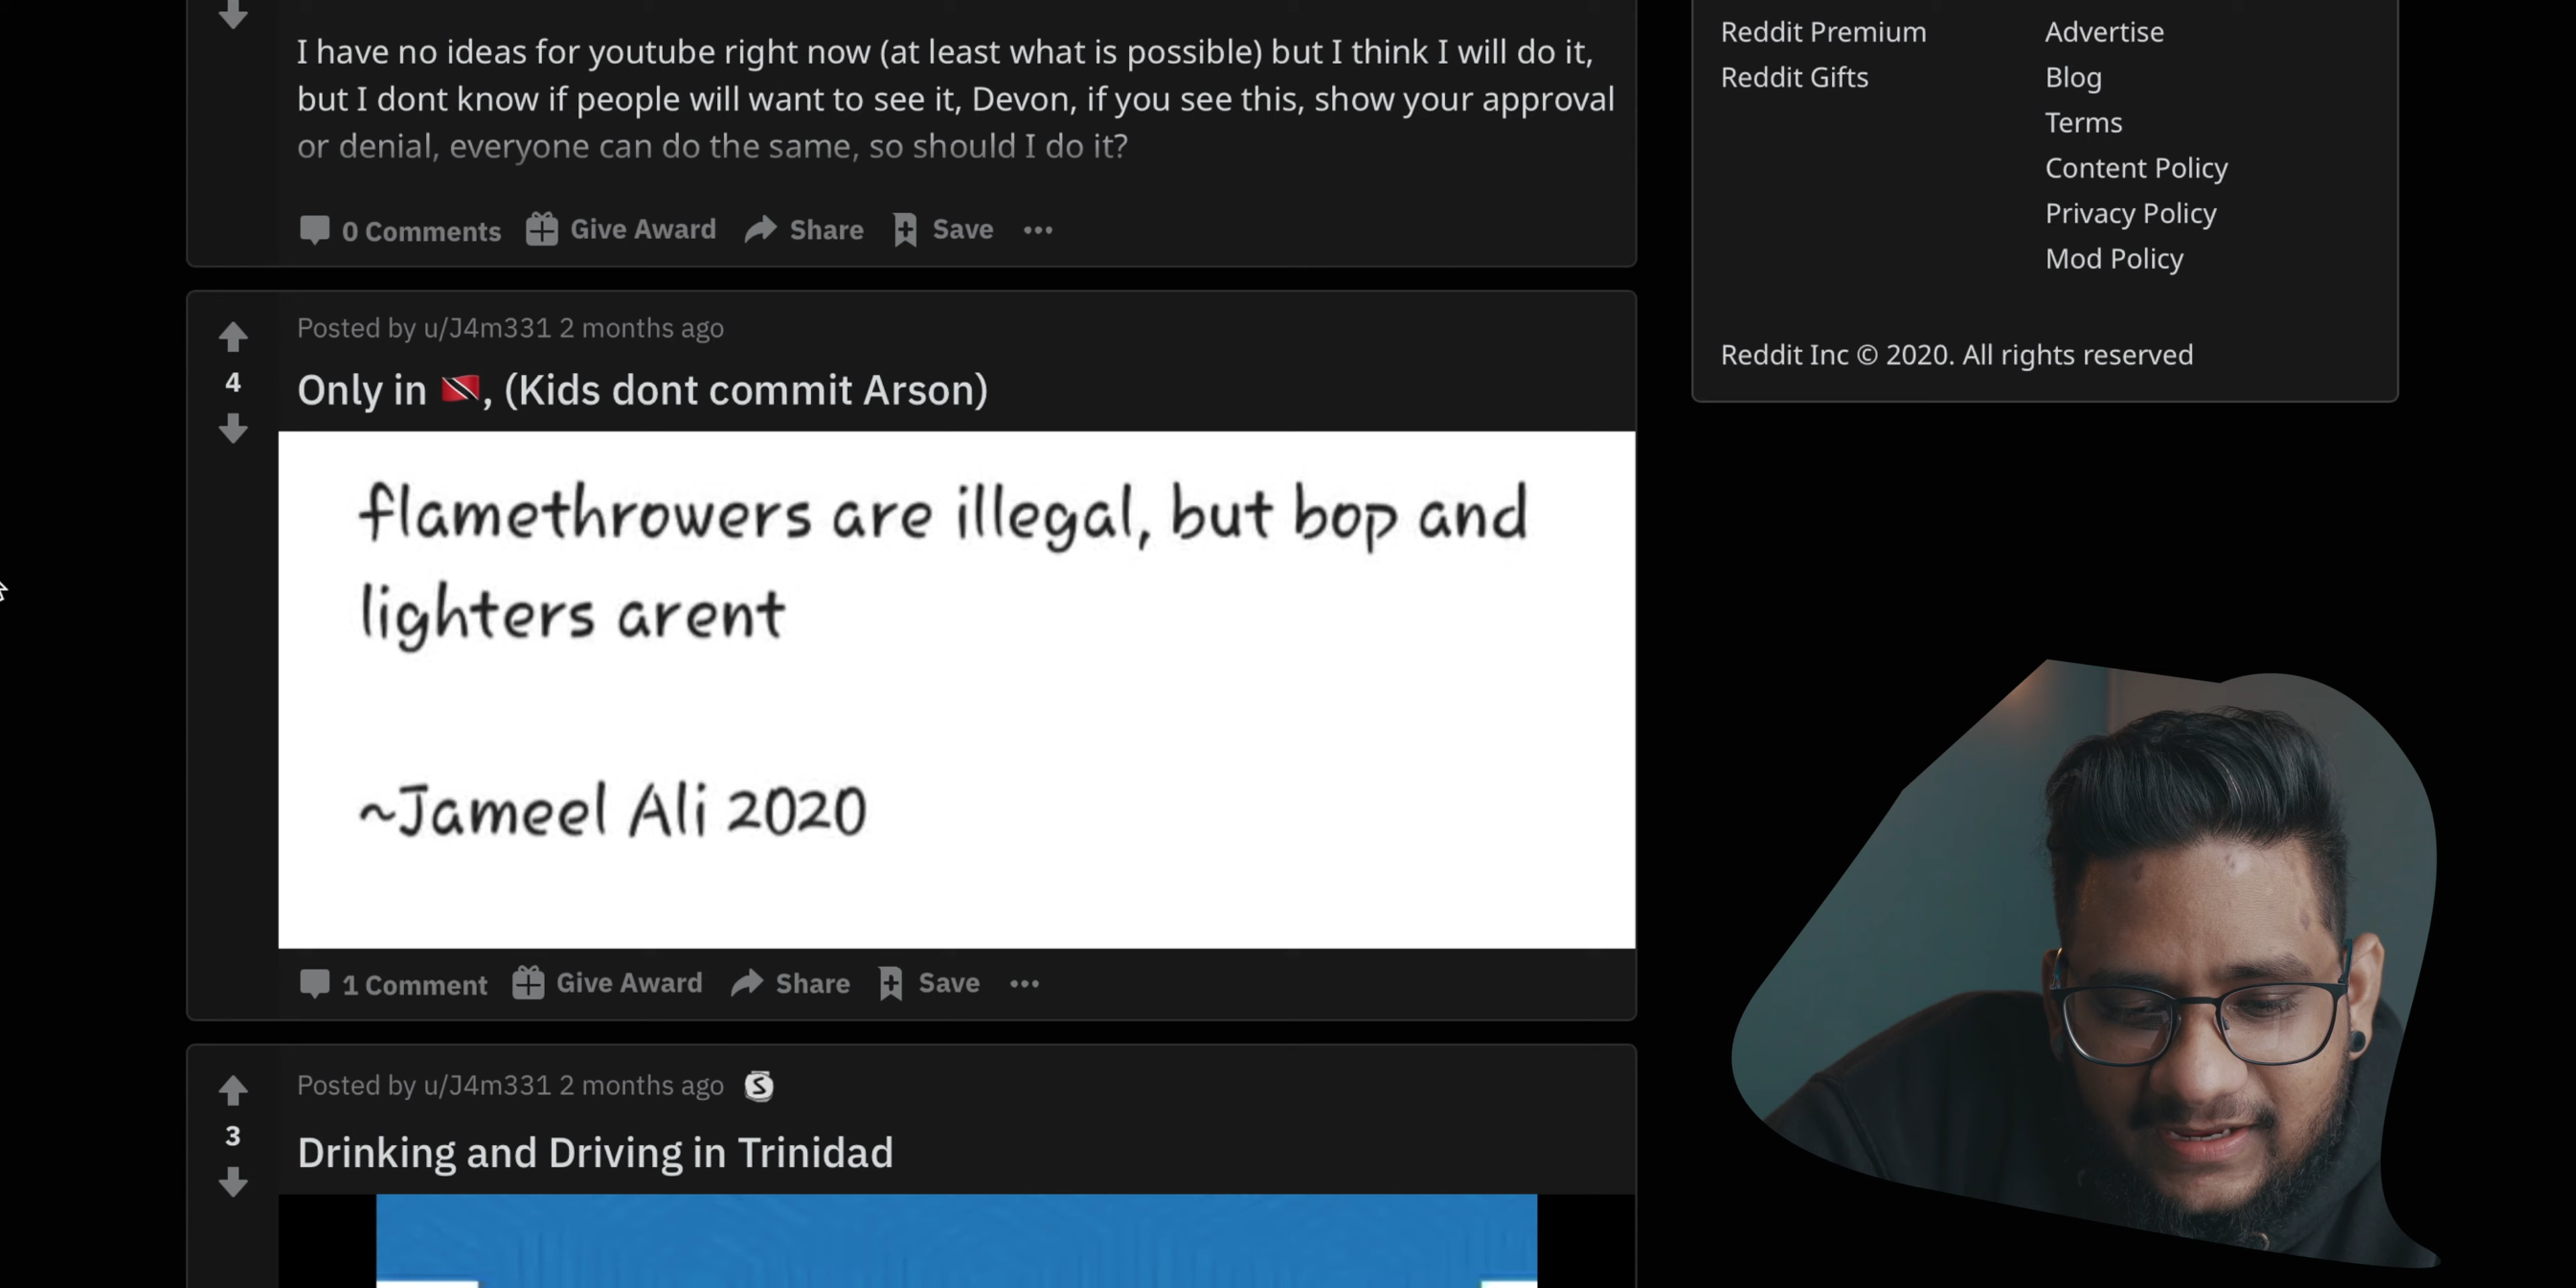 I have no ideas for youtube right now (at least what is possible) but I think I will do it,
but I dont know if people will want to see it, Devon, if you see this, show your approval
or denial, everyone can do the same, so should I do it?
0 Comments Give Award Share Save
Posted by u/J4m331 2 months ago
4
Only in 🇹🇹, (Kids dont commit Arson)
flamethrowers are illegal, but bop and
lighters arent
~Jameel Ali 2020
1 Comment Give Award Share Save
Posted by u/J4m331 2 months ago S
3
Drinking and Driving in Trinidad
Reddit Premium
Reddit Gifts
Advertise
Blog
Terms
Content Policy
Privacy Policy
Mod Policy
Reddit Inc © 2020. All rights reserved